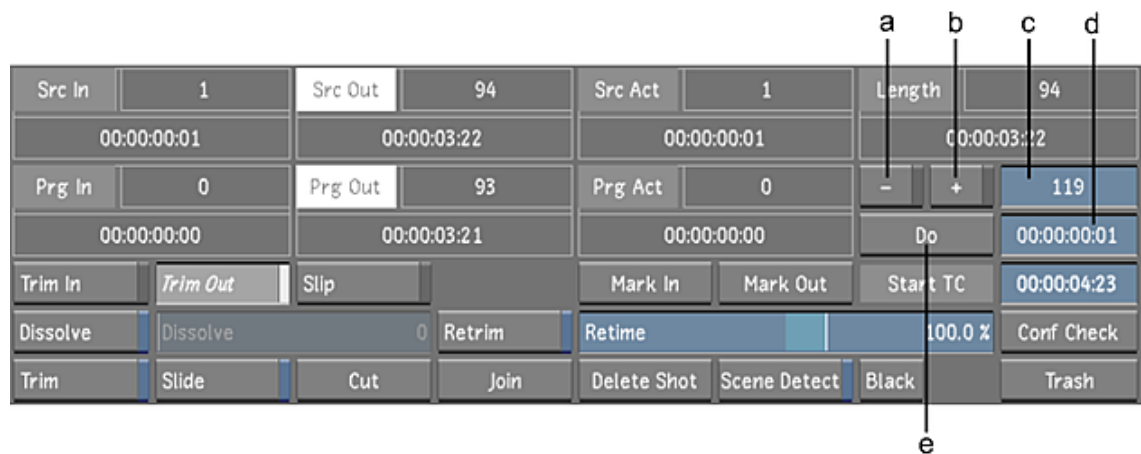 a b c d
Src In 1 Src Out 94 Src Act 1 Length 94
00:00:00:01 00:00:03:22 00:00:00:01 00:00:03:22
Prg In 0 Prg Out 93 Prg Act 0 - + 119
00:00:00:00 00:00:03:21 00:00:00:00 Do 00:00:00:01
Trim In Trim Out Slip Mark In Mark Out Start TC 00:00:04:23
Dissolve Dissolve 0 Retrim Retime 100.0 % Conf Check
Trim Slide Cut Join Delete Shot Scene Detect Black Trash
e